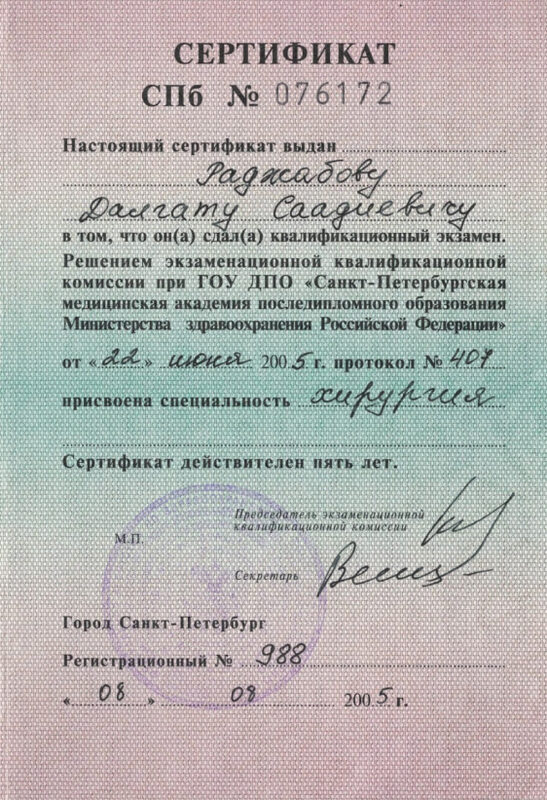 СЕРТИФИКАТ
СПб № 076172
Настоящий сертификат выдан
Раджабову
Далгату Саадиевичу
в том, что он(а) сдал(а) квалификационный экзамен.
Решением экзаменационной квалификационной
комиссии при ГОУ ДПО «Санкт-Петербургская
медицинская академия последипломного образования
Министерства здравоохранения Российской Федерации»
от «22» июня 2005 г. протокол № 407
присвоена специальность хирургия
Сертификат действителен пять лет.
Председатель экзаменационной
квалификационной комиссии
М.П.
Секретарь
Город Санкт-Петербург
Регистрационный № 988
« 08 » 08 2005 г.